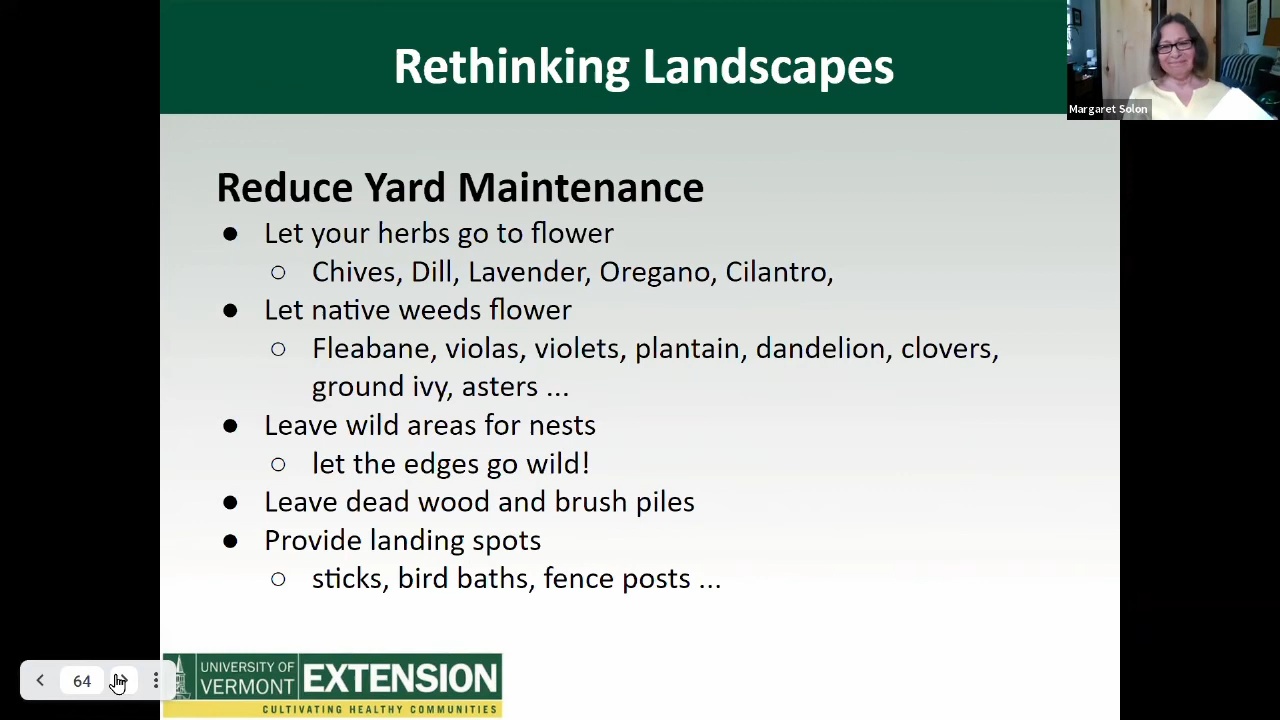 Rethinking Landscapes
Margaret Solon
Reduce Yard Maintenance
● Let your herbs go to flower
○ Chives, Dill, Lavender, Oregano, Cilantro,
● Let native weeds flower
○ Fleabane, violas, violets, plantain, dandelion, clovers,
ground ivy, asters ...
● Leave wild areas for nests
○ let the edges go wild!
● Leave dead wood and brush piles
● Provide landing spots
○ sticks, bird baths, fence posts ...
64
UNIVERSITY OF
VERMONT
EXTENSION
CULTIVATING HEALTHY COMMUNITIES